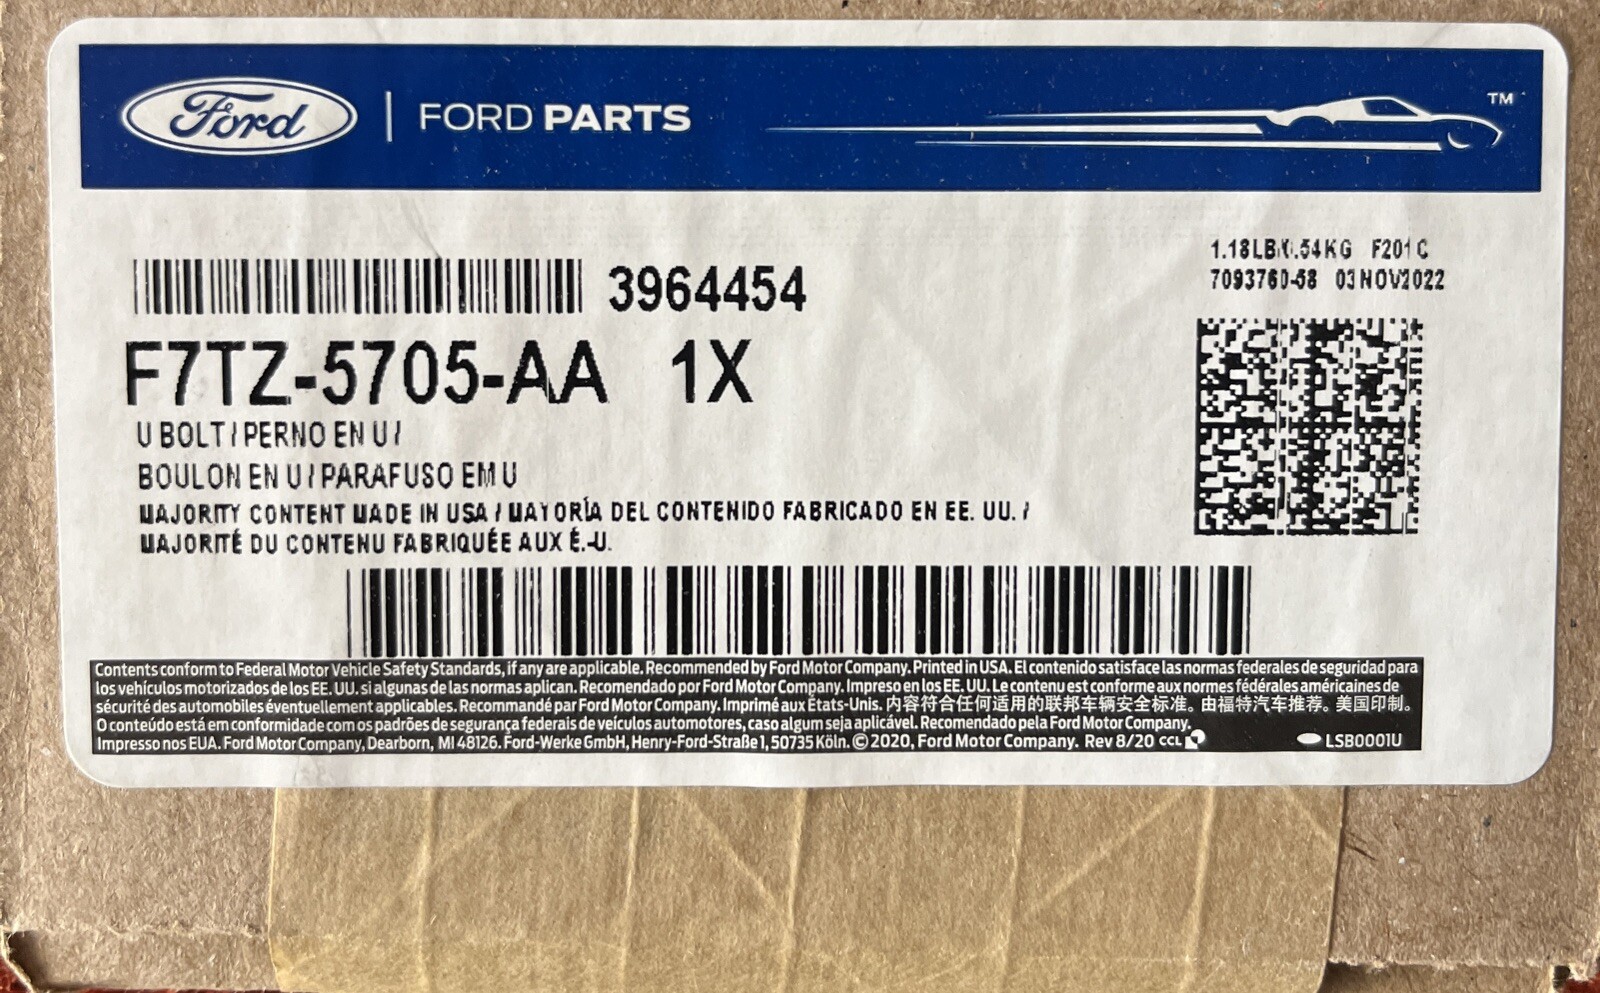 Ford | FORD PARTS
TM
1.18LB/0.54KG F201C
7093760-58 03NOV2022
3964454
F7TZ-5705-AA 1X
U BOLT / PERNO EN U /
BOULON EN U / PARAFUSO EM U
MAJORITY CONTENT MADE IN USA / MAYORÍA DEL CONTENIDO FABRICADO EN EE. UU. /
MAJORITÉ DU CONTENU FABRIQUÉE AUX É.-U.
Contents conform to Federal Motor Vehicle Safety Standards, if any are applicable. Recommended by Ford Motor Company. Printed in USA. El contenido satisface las normas federales de seguridad para
los vehículos motorizados de los EE. UU. si algunas de las normas aplican. Recomendado por Ford Motor Company. Impreso en los EE. UU. Le contenu est conforme aux normes fédérales américaines de
sécurité des automobiles éventuellement applicables. Recommandé par Ford Motor Company. Imprimé aux États-Unis. 内容符合任何适用的联邦车辆安全标准。由福特汽车推荐。美国印制。
O conteúdo está em conformidade com os padrões de segurança federais de veículos automotores, caso algum seja aplicável. Recomendado pela Ford Motor Company.
Impresso nos EUA. Ford Motor Company, Dearborn, MI 48126. Ford-Werke GmbH, Henry-Ford-Straße 1, 50735 Köln. © 2020, Ford Motor Company. Rev 8/20 CCL LSB0001U